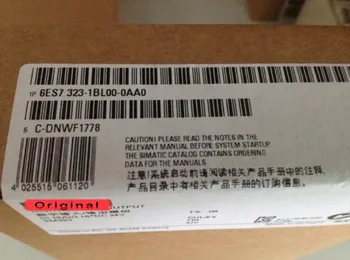 1P 6ES7 323-1BL00-0AA0
S C-DNWF1778
CAUTION! PLEASE READ THE NOTES IN THE
RELEVANT MANUAL BEFORE SYSTEM STARTUP
THE SIMATIC CATALOG CONTAINS ORDERING
DATA FOR THE MANUALS.
注意!系统启动前请阅读相关产品手册中的注释,
产品目录中有相关产品手册的订购信息。
4 025515 061120
Original